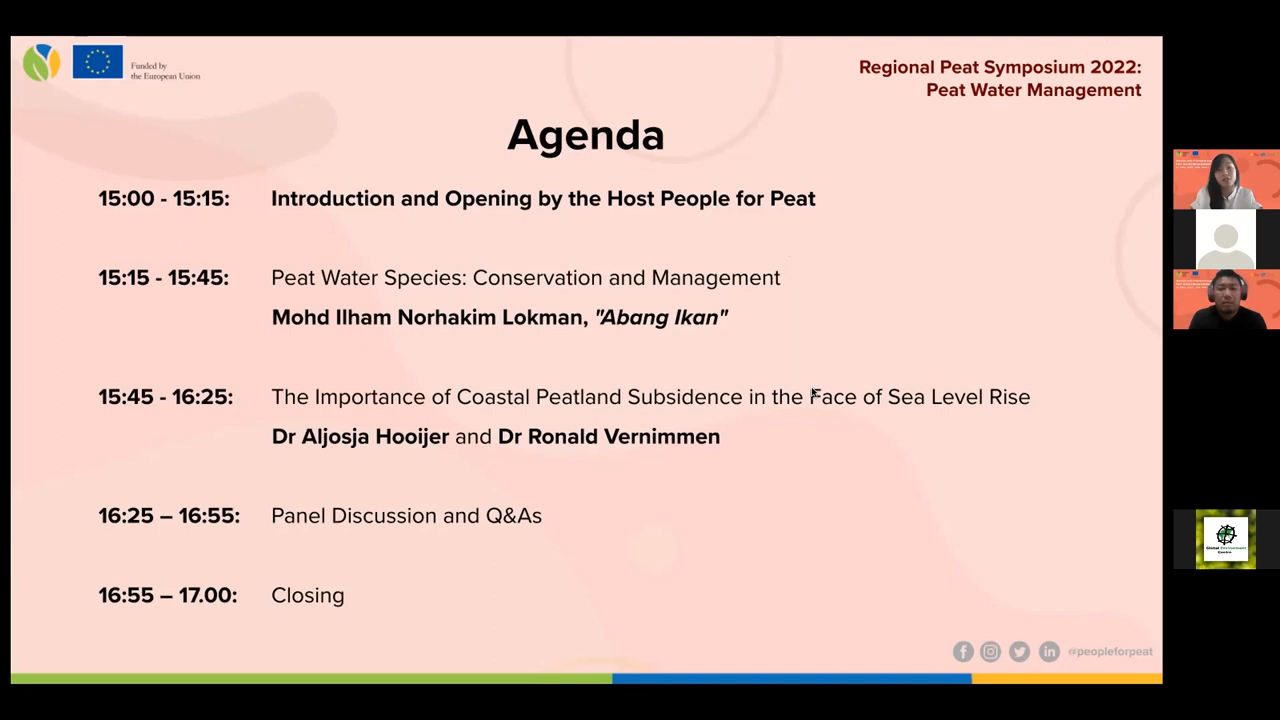 Funded by
the European Union
Regional Peat Symposium 2022:
Peat Water Management
Agenda
15:00 - 15:15: Introduction and Opening by the Host People for Peat
15:15 - 15:45: Peat Water Species: Conservation and Management
Mohd Ilham Norhakim Lokman, "Abang Ikan"
15:45 - 16:25: The Importance of Coastal Peatland Subsidence in the Face of Sea Level Rise
Dr Aljosja Hooijer and Dr Ronald Vernimmen
16:25 – 16:55: Panel Discussion and Q&As
16:55 – 17.00: Closing
@peopleforpeat
Global Environment
Centre